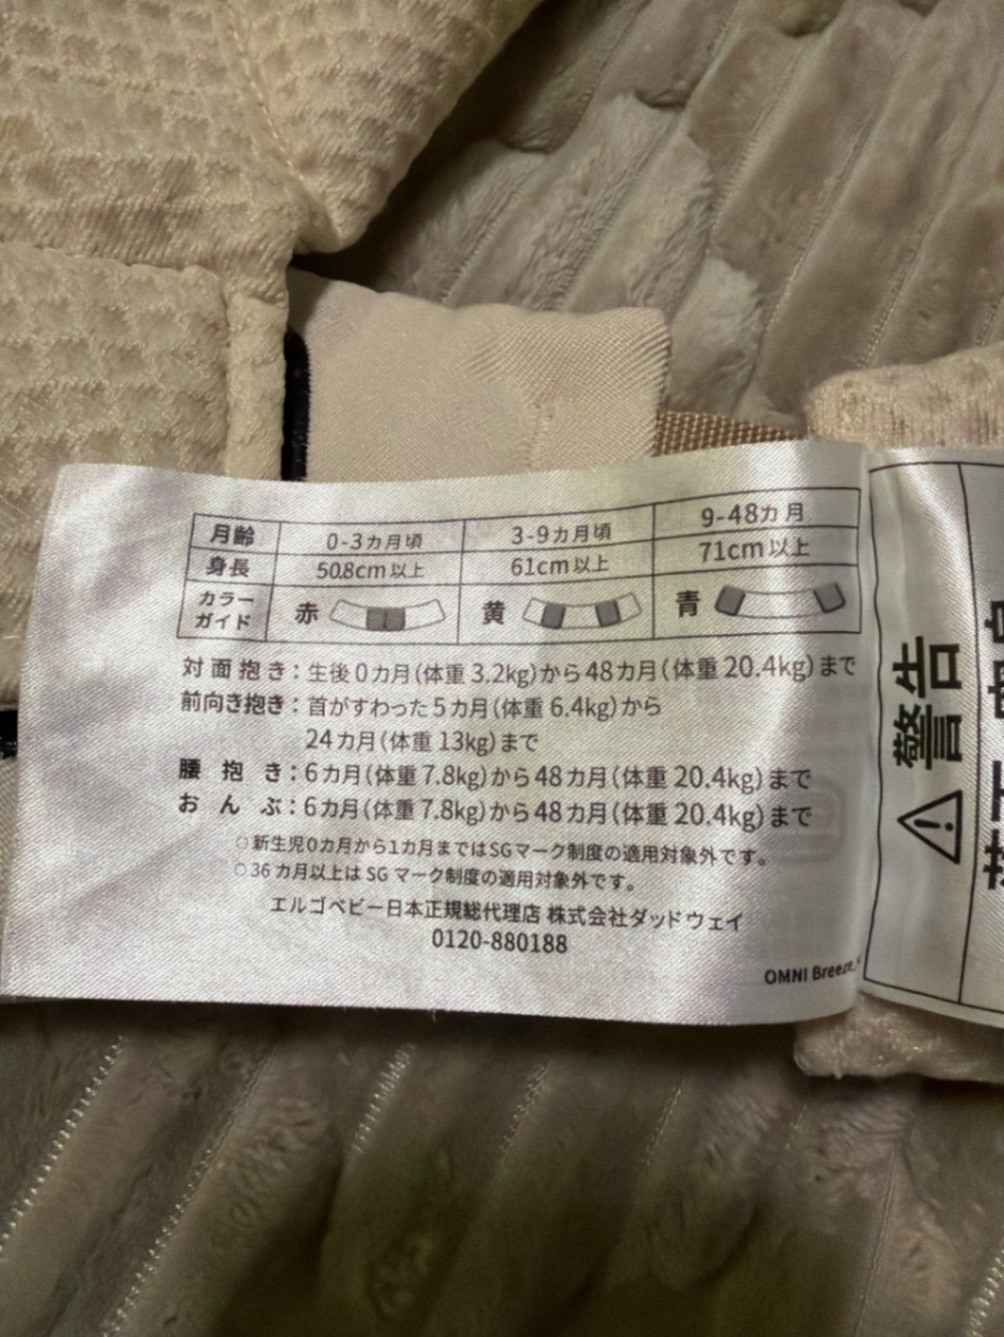 月齢 0-3カ月頃 3-9カ月頃 9-48カ月
身長 50.8cm以上 61cm以上 71cm以上
カラー
ガイド 赤 黄 青
対面抱き：生後0カ月(体重3.2kg)から48カ月(体重20.4kg)まで
前向き抱き：首がすわった5カ月(体重6.4kg)から
24カ月(体重13kg)まで
腰抱き：6カ月(体重7.8kg)から48カ月(体重20.4kg)まで
おんぶ：6カ月(体重7.8kg)から48カ月(体重20.4kg)まで
○新生児0カ月から1カ月まではSGマーク制度の適用対象外です。
○36カ月以上はSGマーク制度の適用対象外です。
エルゴベビー日本正規総代理店 株式会社ダッドウェイ
0120-880188
OMNI Breeze
警告